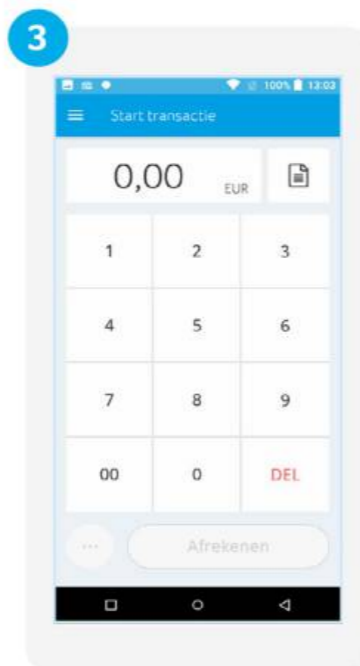 3
100% 13:03
Start transactie
0,00 EUR
1 2 3
4 5 6
7 8 9
00 0 DEL
... Afrekenen